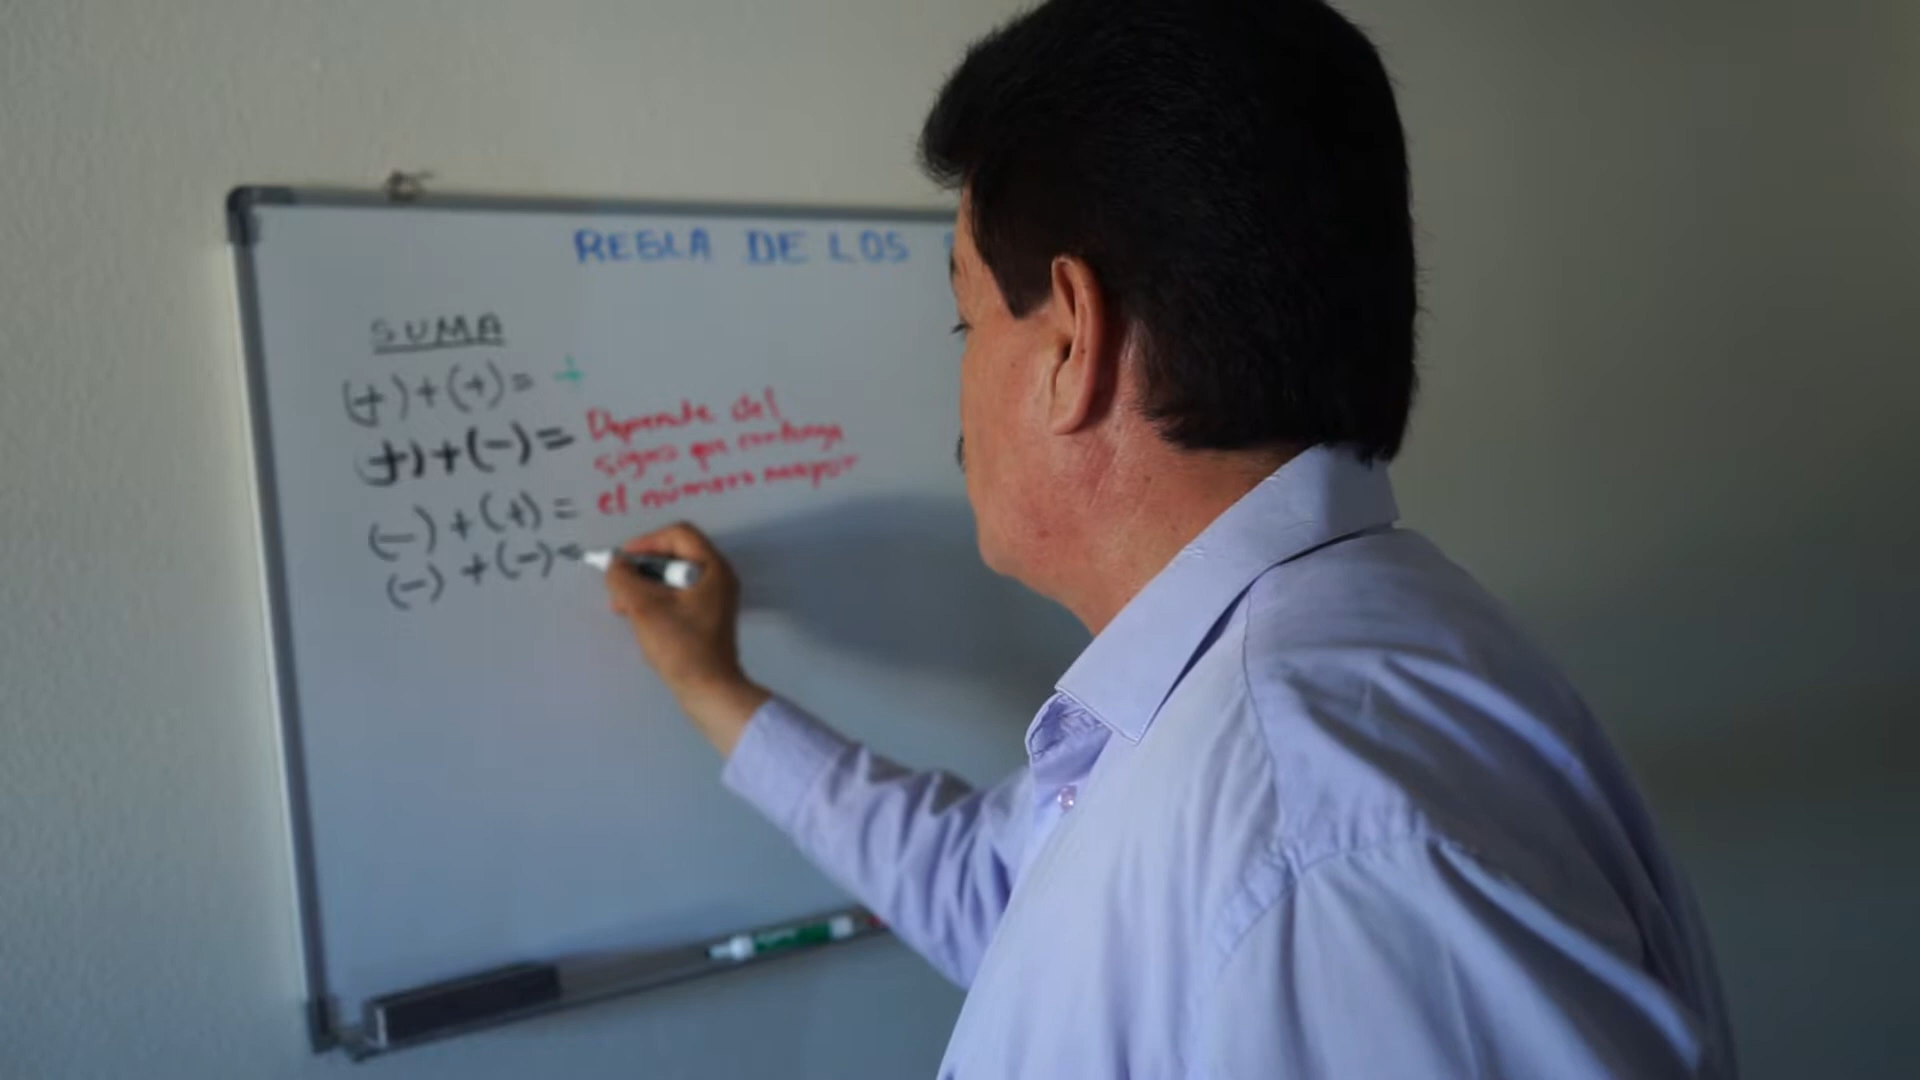 REGLA DE LOS
SUMA
(+)+(+)= +
(+)+(-)= Depende del
signo que contenga
(-)+(+)= el número mayor
(-)+(-)=